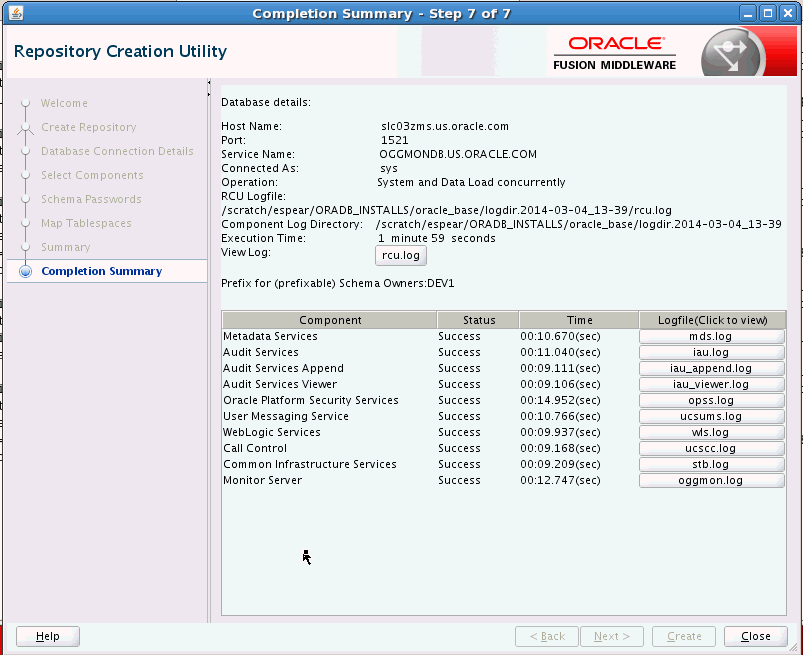 Completion Summary - Step 7 of 7
Repository Creation Utility
ORACLE
FUSION MIDDLEWARE
Welcome
Create Repository
Database Connection Details
Select Components
Schema Passwords
Map Tablespaces
Summary
Completion Summary
Database details:
Host Name: slc03zms.us.oracle.com
Port: 1521
Service Name: OGGMONDB.US.ORACLE.COM
Connected As: sys
Operation: System and Data Load concurrently
RCU Logfile:
/scratch/espear/ORADB_INSTALLS/oracle_base/logdir.2014-03-04_13-39/rcu.log
Component Log Directory: /scratch/espear/ORADB_INSTALLS/oracle_base/logdir.2014-03-04_13-39
Execution Time: 1 minute 59 seconds
View Log: rcu.log
Prefix for (prefixable) Schema Owners:DEV1
Component Status Time Logfile(Click to view)
Metadata Services Success 00:10.670(sec) mds.log
Audit Services Success 00:11.040(sec) iau.log
Audit Services Append Success 00:09.111(sec) iau_append.log
Audit Services Viewer Success 00:09.106(sec) iau_viewer.log
Oracle Platform Security Services Success 00:14.952(sec) opss.log
User Messaging Service Success 00:10.766(sec) ucsums.log
WebLogic Services Success 00:09.937(sec) wls.log
Call Control Success 00:09.168(sec) ucscc.log
Common Infrastructure Services Success 00:09.209(sec) stb.log
Monitor Server Success 00:12.747(sec) oggmon.log
Help < Back Next > Create Close